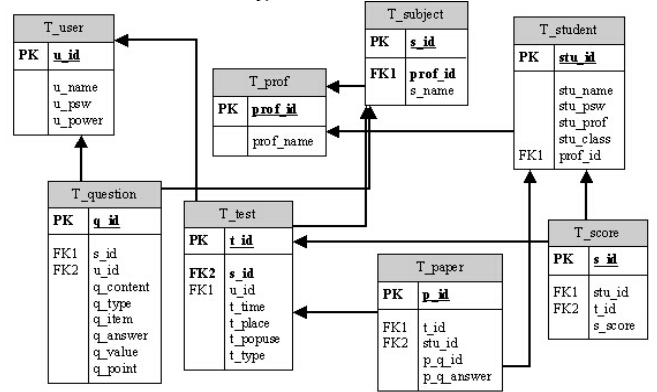 T_user
PK u_id
u_name
u_psw
u_power
T_subject
PK s_id
FK1 prof_id
s_name
T_student
PK stu_id
stu_name
stu_psw
stu_prof
stu_class
FK1 prof_id
T_prof
PK prof_id
prof_name
T_question
PK q_id
FK1 s_id
FK2 u_id
q_content
q_type
q_item
q_answer
q_value
q_point
T_test
PK t_id
FK2 s_id
FK1 u_id
t_time
t_place
t_popuse
t_type
T_paper
PK p_id
FK1 t_id
FK2 stu_id
p_q_id
p_q_answer
T_score
PK s_id
FK1 stu_id
FK2 t_id
s_score